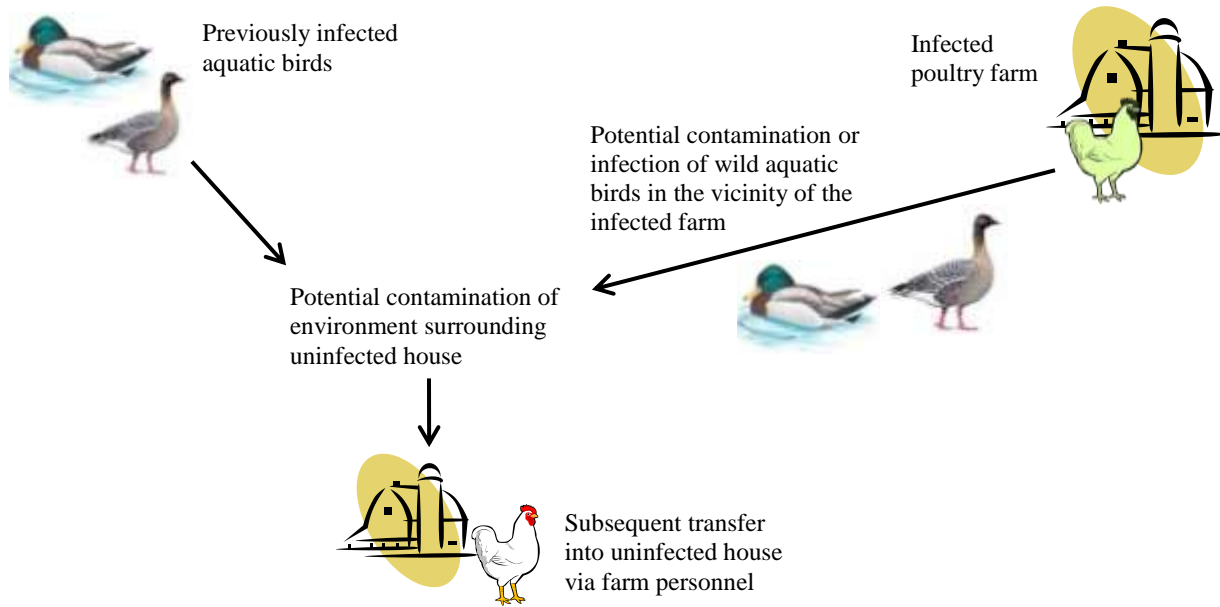 Previously infected
aquatic birds
Infected
poultry farm
Potential contamination or
infection of wild aquatic
birds in the vicinity of the
infected farm
Potential contamination of
environment surrounding
uninfected house
Subsequent transfer
into uninfected house
via farm personnel